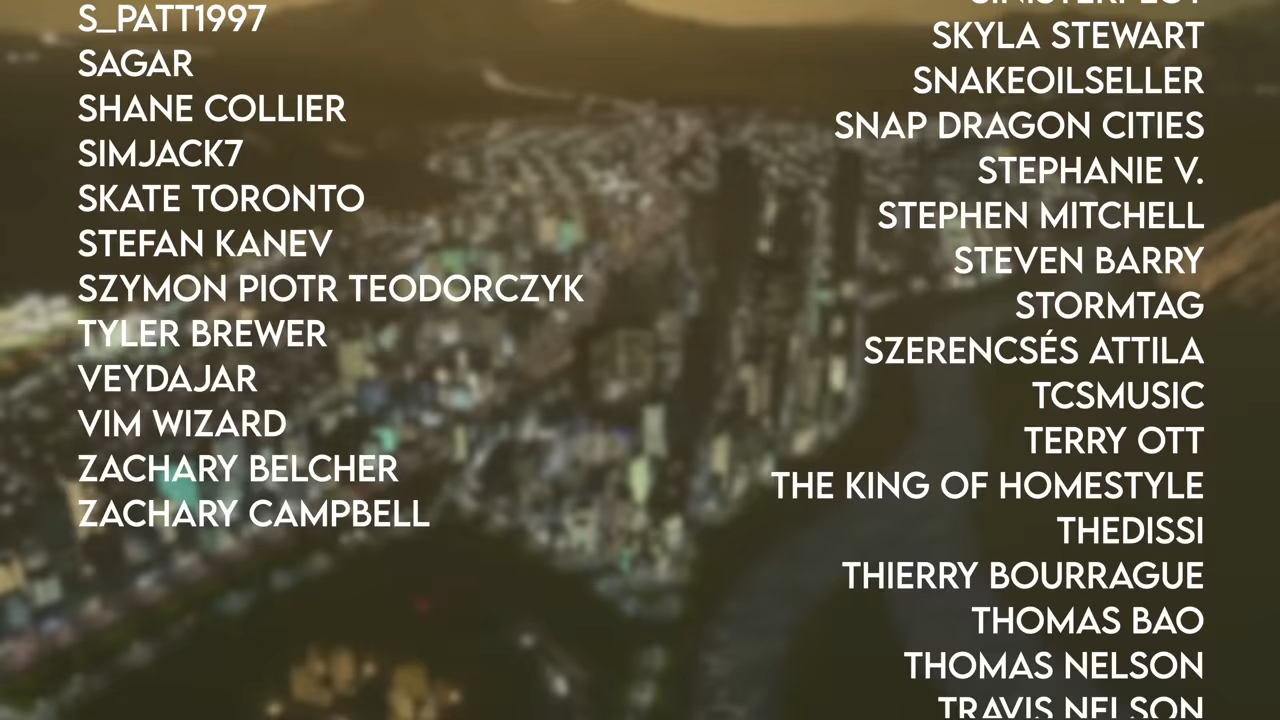 S_PATT1997
SAGAR
SHANE COLLIER
SIMJACK7
SKATE TORONTO
STEFAN KANEV
SZYMON PIOTR TEODORCZYK
TYLER BREWER
VEYDAJAR
VIM WIZARD
ZACHARY BELCHER
ZACHARY CAMPBELL
SKYLA STEWART
SNAKEOILSELLER
SNAP DRAGON CITIES
STEPHANIE V.
STEPHEN MITCHELL
STEVEN BARRY
STORMTAG
SZERENCSÉS ATTILA
TCSMUSIC
TERRY OTT
THE KING OF HOMESTYLE
THEDISSI
THIERRY BOURRAGUE
THOMAS BAO
THOMAS NELSON
TRAVIS NELSON